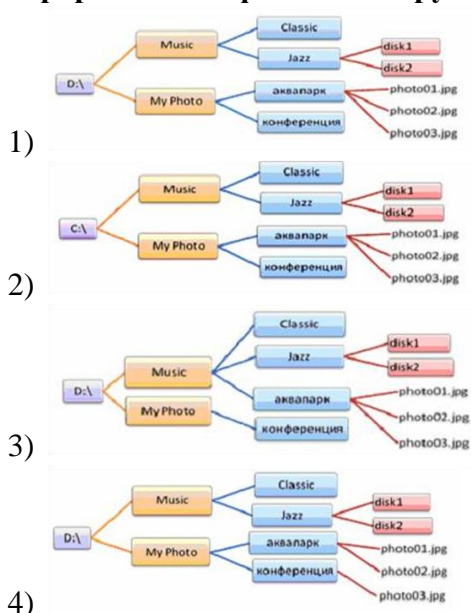 Classic
Music
Jazz
disk1
disk2
D:\
My Photo
аквапарк
photo01.jpg
photo02.jpg
конференция
photo03.jpg
1)
Classic
Music
Jazz
disk1
disk2
C:\
My Photo
аквапарк
photo01.jpg
photo02.jpg
конференция
photo03.jpg
2)
Classic
Music
Jazz
disk1
disk2
D:\
My Photo
аквапарк
photo01.jpg
photo02.jpg
конференция
photo03.jpg
3)
Classic
Music
Jazz
disk1
disk2
D:\
My Photo
аквапарк
photo01.jpg
photo02.jpg
конференция
photo03.jpg
4)